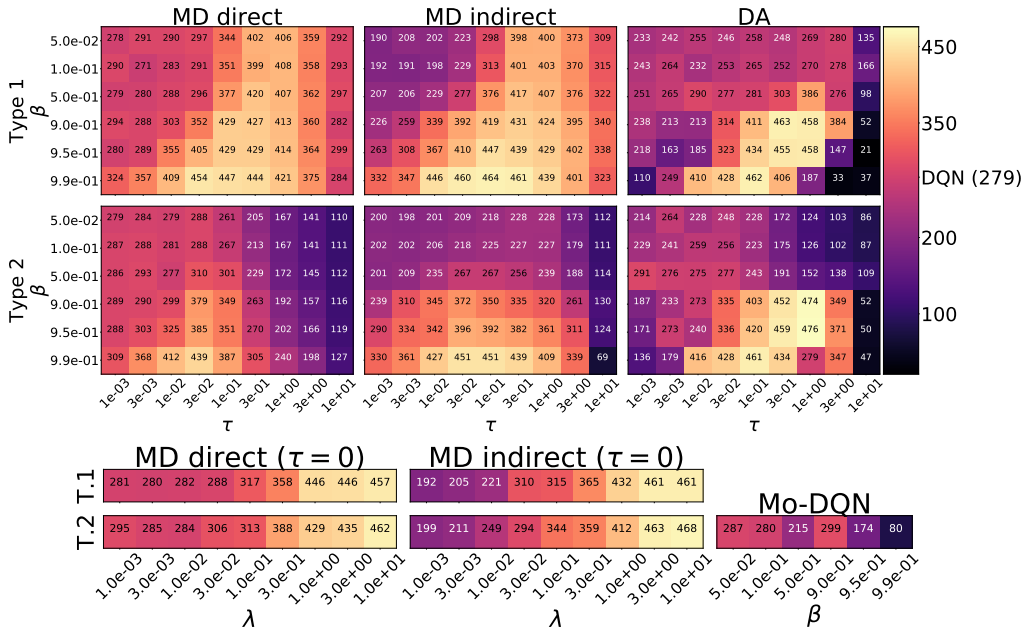 MD direct MD indirect DA
Type 1
β
5.0e-02 278 291 290 297 344 402 406 359 292 190 208 202 223 298 398 400 373 309 233 242 255 246 258 248 269 280 135
1.0e-01 290 271 283 291 351 399 408 358 293 192 191 198 229 313 401 399 370 315 243 264 232 253 265 252 270 278 166
5.0e-01 279 280 288 296 377 420 407 362 297 207 206 229 277 376 417 407 376 322 251 265 290 277 281 303 386 276 98
9.0e-01 294 288 303 352 429 427 413 360 282 226 259 339 392 419 431 424 390 340 238 213 213 314 411 463 458 384 52
9.5e-01 280 289 355 405 429 429 414 364 299 263 308 367 410 447 439 429 402 338 218 163 185 323 434 455 458 147 21
9.9e-01 324 357 409 454 447 444 421 375 284 332 347 446 460 464 461 439 401 323 110 249 410 428 462 406 187 33 37
450
350
DQN (279)
200
100
Type 2
β
5.0e-02 279 284 279 288 261 205 167 141 110 200 198 205 219 218 228 228 173 112 214 264 228 248 228 172 124 103 86
1.0e-01 287 288 281 288 267 213 167 141 111 202 202 206 218 225 228 227 179 111 229 241 259 256 223 175 126 102 87
5.0e-01 286 293 277 310 301 229 172 145 112 201 209 235 267 267 256 239 188 114 291 276 275 277 243 191 152 138 109
9.0e-01 289 290 299 379 349 263 192 157 116 239 310 345 372 350 335 320 261 130 187 233 273 335 403 452 474 349 52
9.5e-01 288 303 325 385 351 270 202 166 119 290 334 342 396 392 382 361 311 124 171 273 240 336 420 459 476 371 50
9.9e-01 309 368 412 439 387 305 240 198 127 330 361 427 451 451 439 409 339 69 136 179 416 428 461 434 279 347 47
1e-03 3e-03 1e-02 3e-02 1e-01 3e-01 1e+00 3e+00 1e+01 1e-03 3e-03 1e-02 3e-02 1e-01 3e-01 1e+00 3e+00 1e+01 1e-03 3e-03 1e-02 3e-02 1e-01 3e-01 1e+00 3e+00 1e+01
τ τ τ
MD direct (τ = 0) MD indirect (τ = 0)
T.1 281 280 282 288 317 358 446 446 457 192 205 221 310 315 365 432 461 461
Mo-DQN
T.2 295 285 284 306 313 388 429 435 462 199 211 249 294 344 359 412 463 468 287 280 215 299 174 80
1.0e-03 3.0e-03 1.0e-02 3.0e-02 1.0e-01 3.0e-01 1.0e+00 3.0e+00 1.0e+01 1.0e-03 3.0e-03 1.0e-02 3.0e-02 1.0e-01 3.0e-01 1.0e+00 3.0e+00 1.0e+01 5.0e-02 1.0e-01 5.0e-01 9.0e-01 9.5e-01 9.9e-01
λ λ β